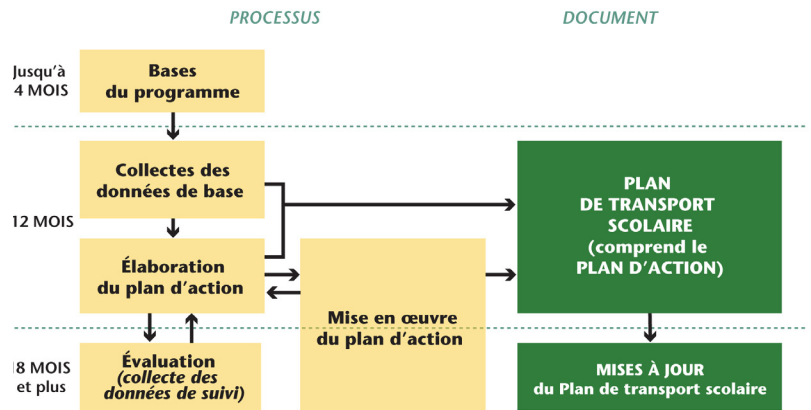 PROCESSUS
DOCUMENT
Jusqu'à
4 MOIS
Bases
du programme
Collectes des
données de base
12 MOIS
Élaboration
du plan d'action
Mise en œuvre
du plan d'action
PLAN
DE TRANSPORT
SCOLAIRE
(comprend le
PLAN D'ACTION)
18 MOIS
et plus
Évaluation
(collecte des
données de suivi)
MISES À JOUR
du Plan de transport scolaire